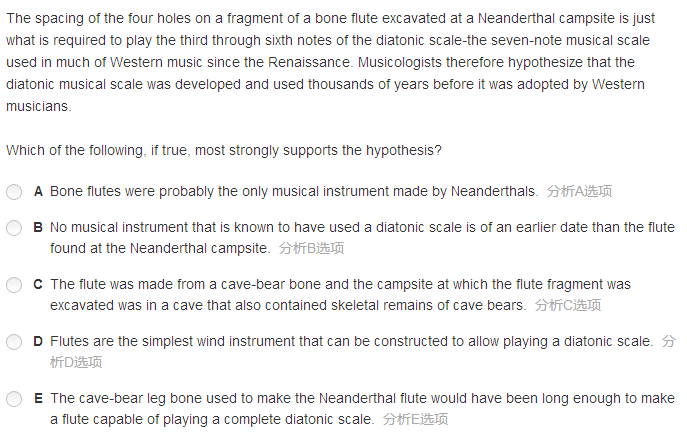 The spacing of the four holes on a fragment of a bone flute excavated at a Neanderthal campsite is just
what is required to play the third through sixth notes of the diatonic scale-the seven-note musical scale
used in much of Western music since the Renaissance. Musicologists therefore hypothesize that the
diatonic musical scale was developed and used thousands of years before it was adopted by Western
musicians.
Which of the following, if true, most strongly supports the hypothesis?
A Bone flutes were probably the only musical instrument made by Neanderthals. 分析A选项
B No musical instrument that is known to have used a diatonic scale is of an earlier date than the flute
found at the Neanderthal campsite. 分析B选项
C The flute was made from a cave-bear bone and the campsite at which the flute fragment was
excavated was in a cave that also contained skeletal remains of cave bears. 分析C选项
D Flutes are the simplest wind instrument that can be constructed to allow playing a diatonic scale. 分
析D选项
E The cave-bear leg bone used to make the Neanderthal flute would have been long enough to make
a flute capable of playing a complete diatonic scale. 分析E选项